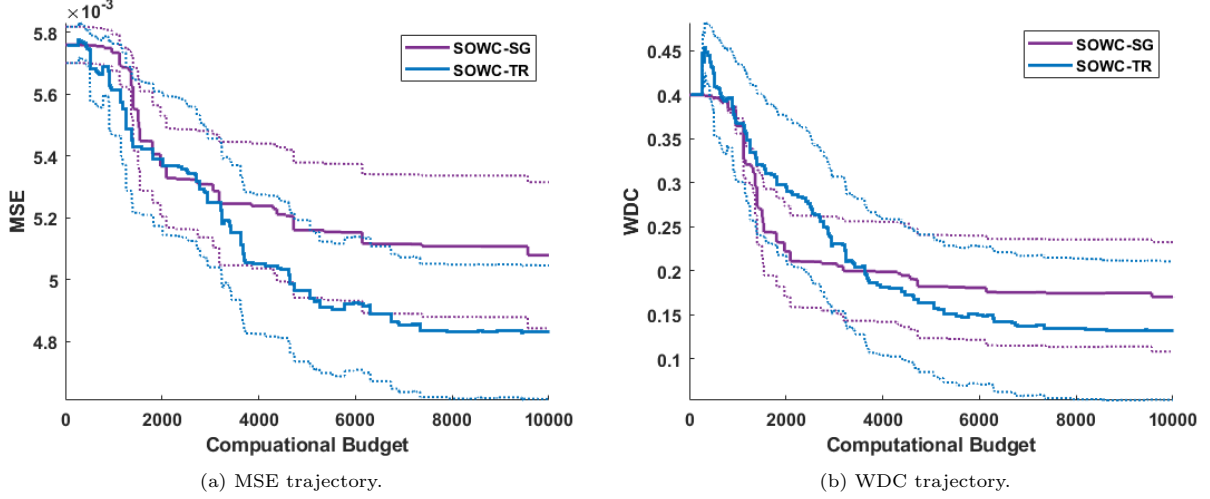 ×10⁻³
5.8
5.6
5.4
5.2
5
4.8
MSE
SOWC-SG
SOWC-TR
0 2000 4000 6000 8000 10000
Compuational Budget
(a) MSE trajectory.
0.45
0.4
0.35
0.3
0.25
0.2
0.15
0.1
WDC
SOWC-SG
SOWC-TR
0 2000 4000 6000 8000 10000
Computational Budget
(b) WDC trajectory.